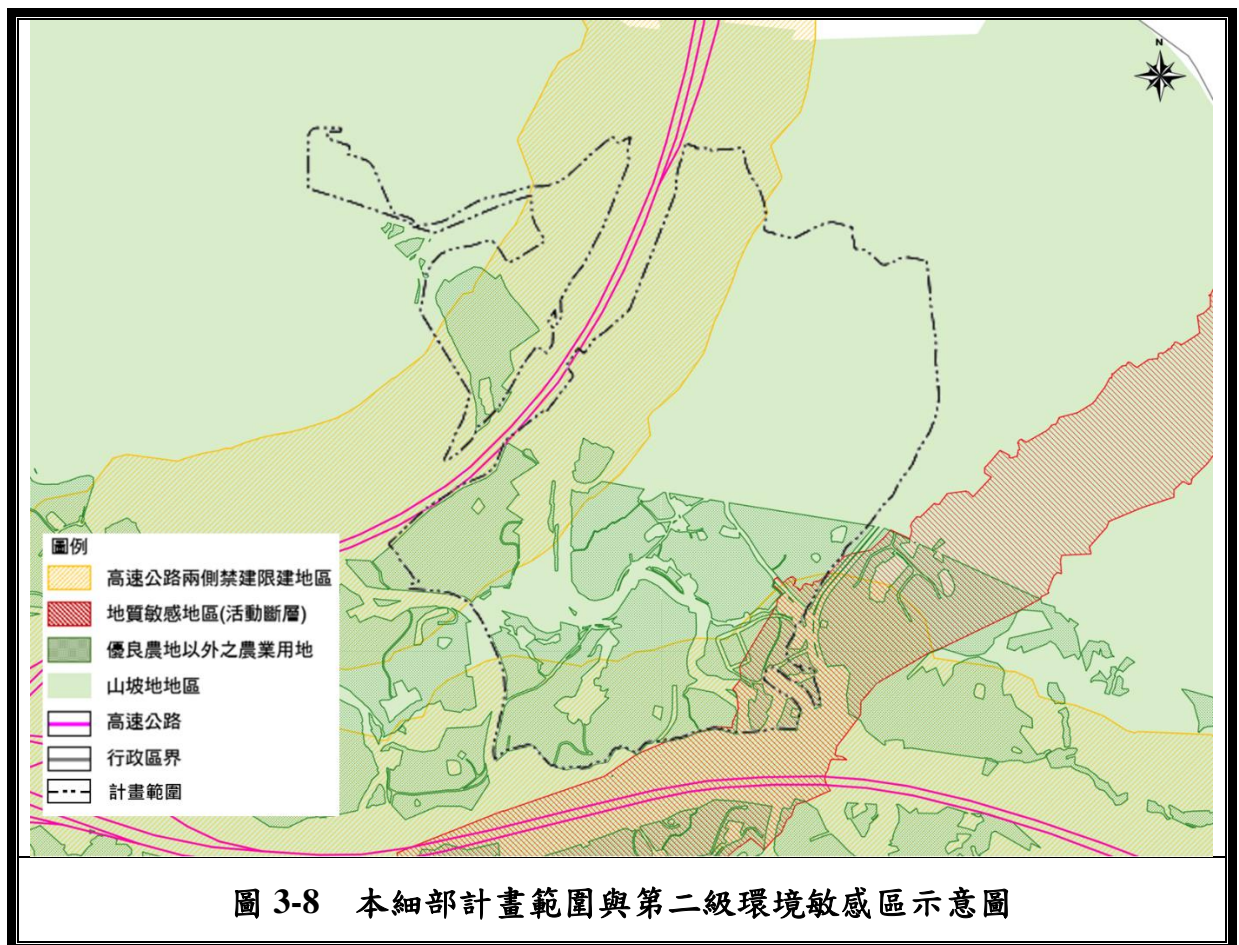 N
圖例
高速公路兩側禁建限建地區
地質敏感地區(活動斷層)
優良農地以外之農業用地
山坡地地區
高速公路
行政區界
計畫範圍
圖 3-8 本細部計畫範圍與第二級環境敏感區示意圖